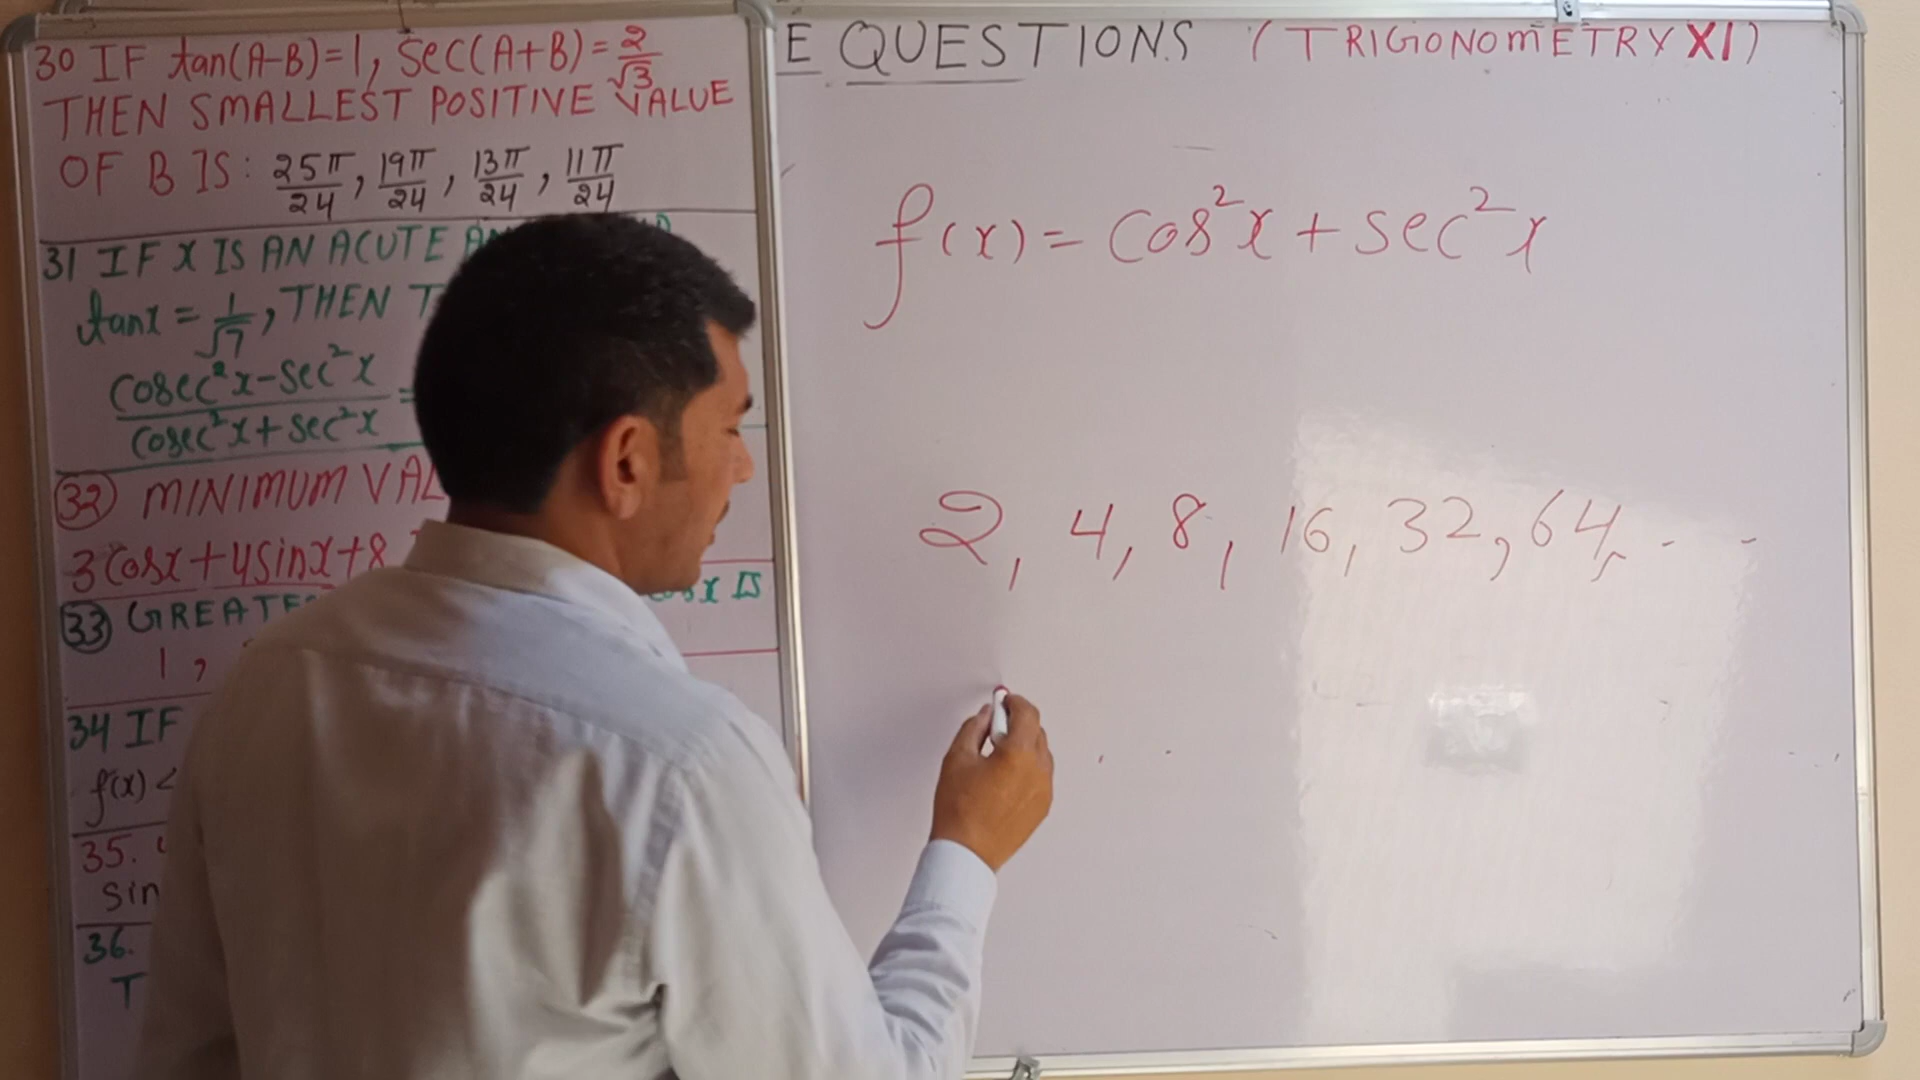 30 IF tan(A-B)=1, sec(A+B)=2/√3
THEN SMALLEST POSITIVE VALUE
OF B IS: 25π/24, 19π/24, 13π/24, 11π/24
31 IF X IS AN ACUTE
tanx = 1/√7, THEN
cosec²x-sec²x
cosec²x+sec²x
32 MINIMUM
3cosx+4sinx+8
33
x IS
1,
34 IF
f(x) <
35.
sin
36.
T
E QUESTIONS (TRIGONOMETRY XI)
f(x) = cos²x + sec²x
2, 4, 8, 16, 32, 64, - -